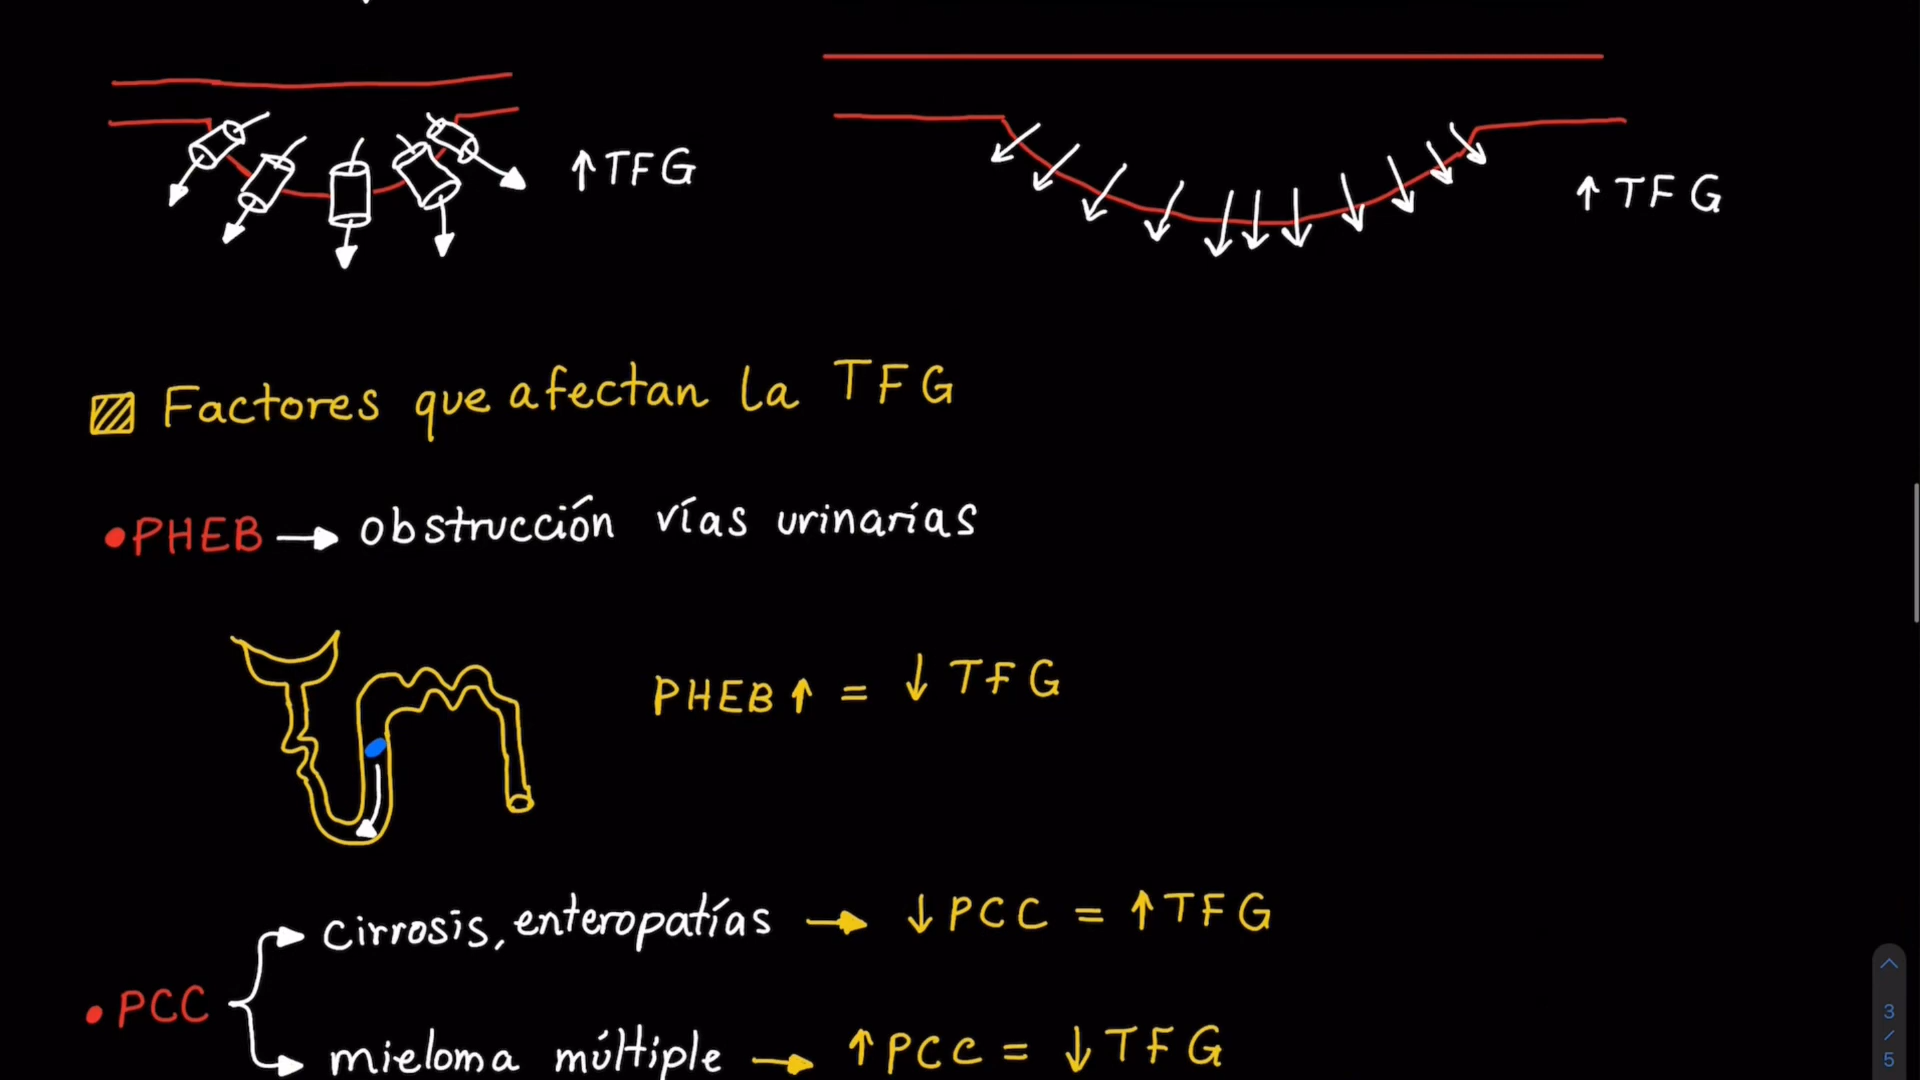 ↑TFG
↑TFG
Factores que afectan la TFG
•PHEB → obstrucción vías urinarias
PHEB↑ = ↓TFG
cirrosis, enteropatías → ↓PCC = ↑TFG
•PCC
mieloma múltiple → ↑PCC = ↓TFG
3
/
5